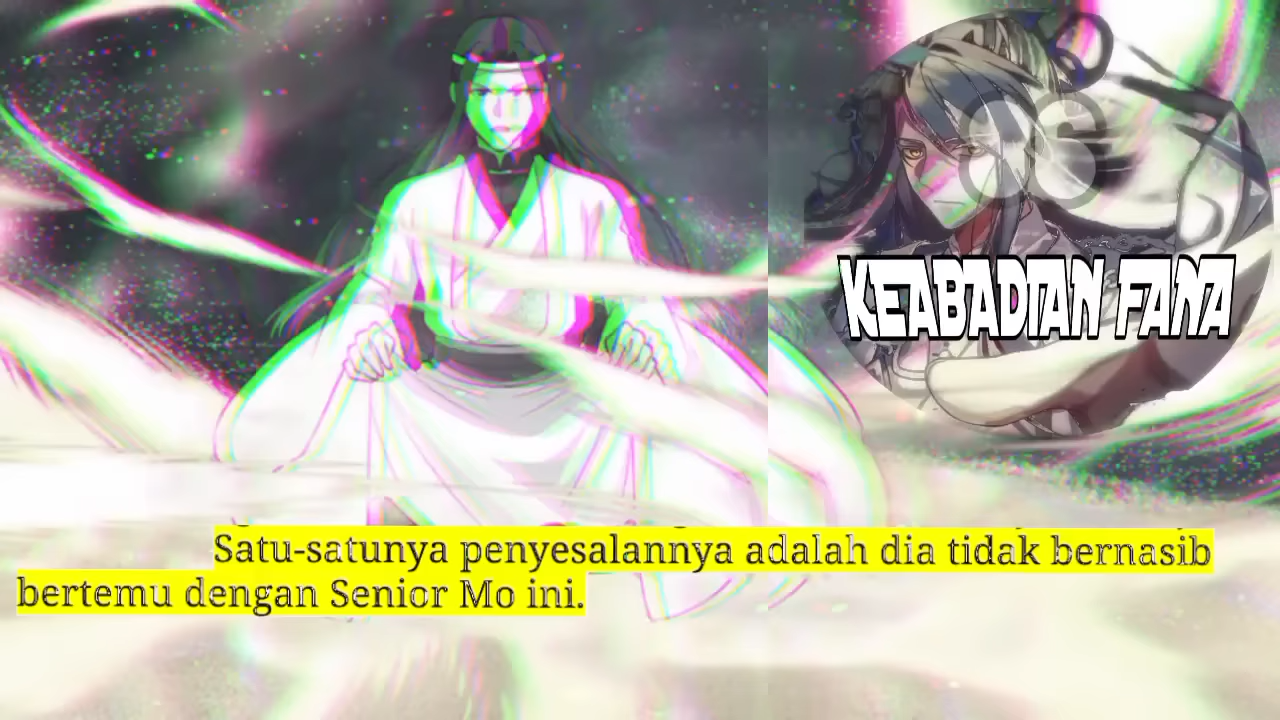 KEABADIAN FANA
Satu-satunya penyesalannya adalah dia tidak bernasib
bertemu dengan Senior Mo ini.